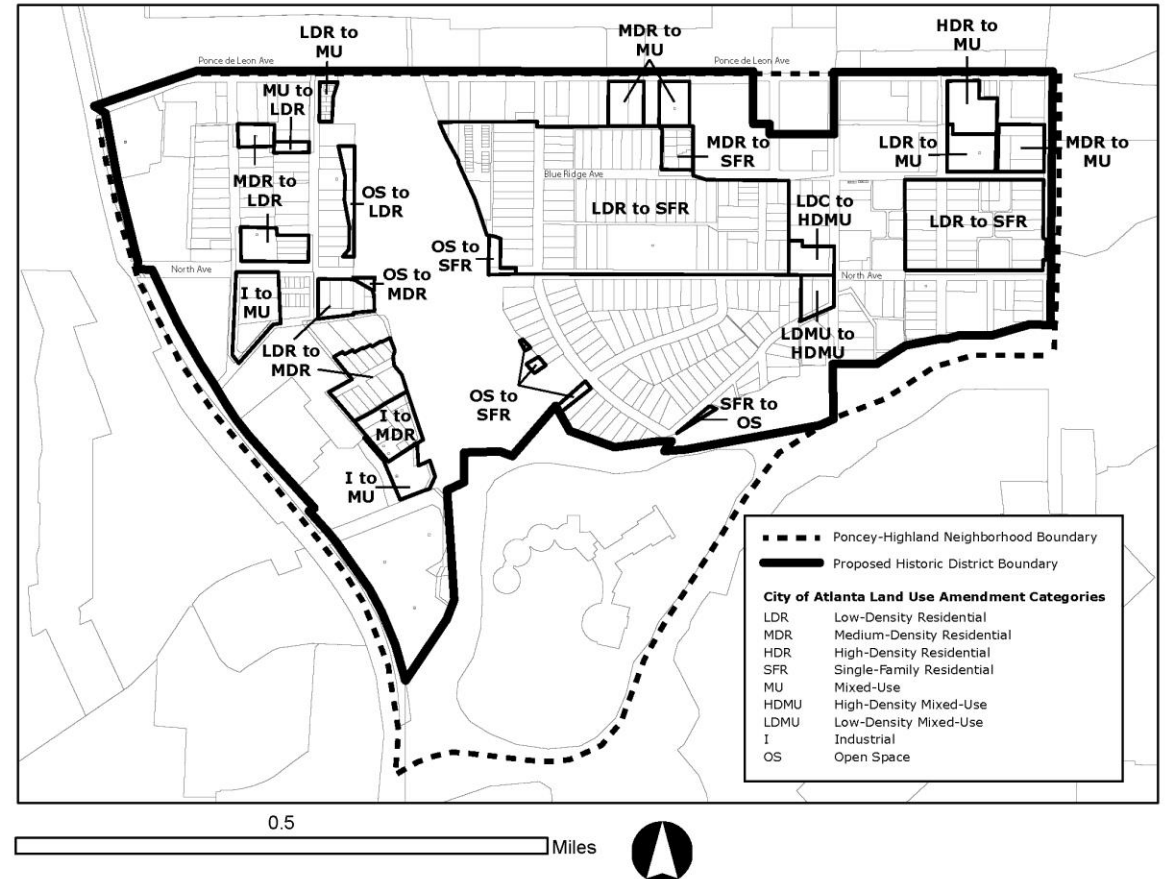 LDR to
MU
MDR to
MU
HDR to
MU
Ponce de Leon Ave
Ponce de Leon Ave
MU to
LDR
MDR to
SFR
LDR to
MU
MDR to
MU
Blue Ridge Ave
MDR to
LDR
OS to
LDR
LDR to SFR
LDC to
HDMU
LDR to SFR
OS to
SFR
North Ave
North Ave
OS to
MDR
I to
MU
LDR to
MDR
LDMU to
HDMU
OS to
SFR
SFR to
OS
I to
MDR
I to
MU
Poncey-Highland Neighborhood Boundary
Proposed Historic District Boundary
City of Atlanta Land Use Amendment Categories
LDR Low-Density Residential
MDR Medium-Density Residential
HDR High-Density Residential
SFR Single-Family Residential
MU Mixed-Use
HDMU High-Density Mixed-Use
LDMU Low-Density Mixed-Use
I Industrial
OS Open Space
0.5
Miles